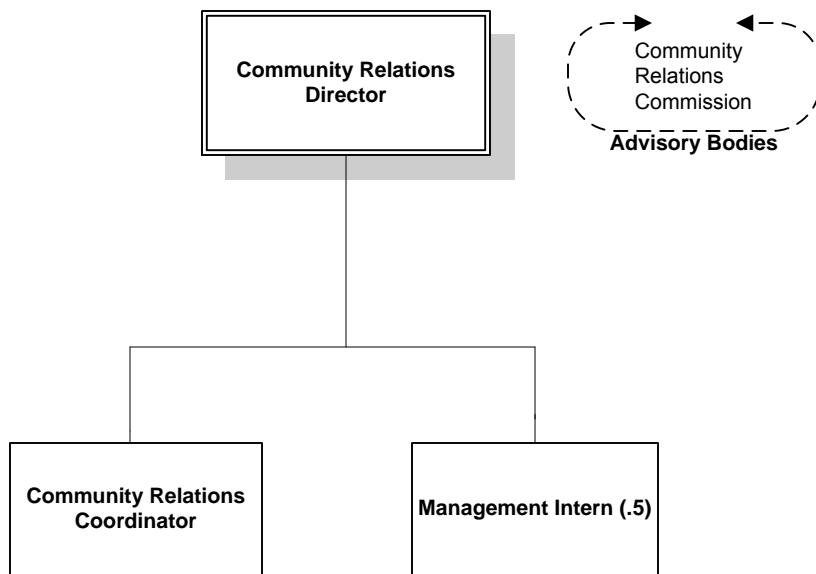 Community Relations
Director
Community
Relations
Commission
Advisory Bodies
Community Relations
Coordinator
Management Intern (.5)